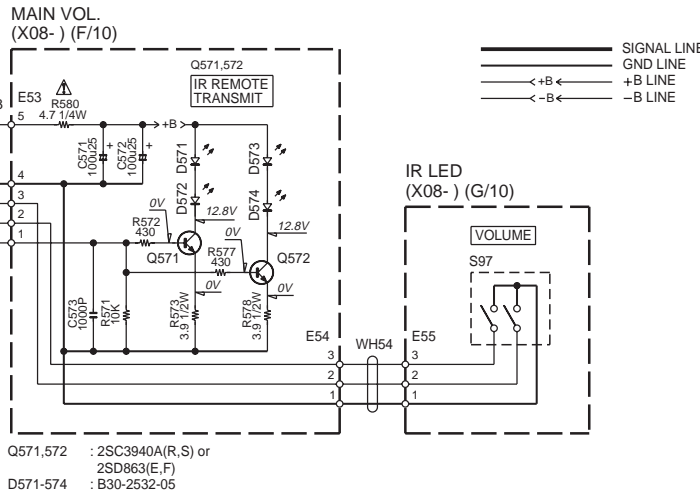 MAIN VOL.
(X08- ) (F/10)
Q571,572
IR REMOTE
TRANSMIT
SIGNAL LINE
GND LINE
+B
+B LINE
−B
−B LINE
E53
R580
4.7 1/4W
5
+B
C571
100u25
+
C572
100u25
+
D571
D573
D572
D574
4
3
2
1
0V
12.8V
R572
430
0V
12.8V
Q571
R577
430
Q572
0V
0V
C573
1000P
R571
10K
R573
3.9 1/2W
R578
3.9 1/2W
E54
WH54
3
2
1
IR LED
(X08- ) (G/10)
VOLUME
S97
E55
3
2
1
Q571,572 : 2SC3940A(R,S) or
2SD863(E,F)
D571-574 : B30-2532-05